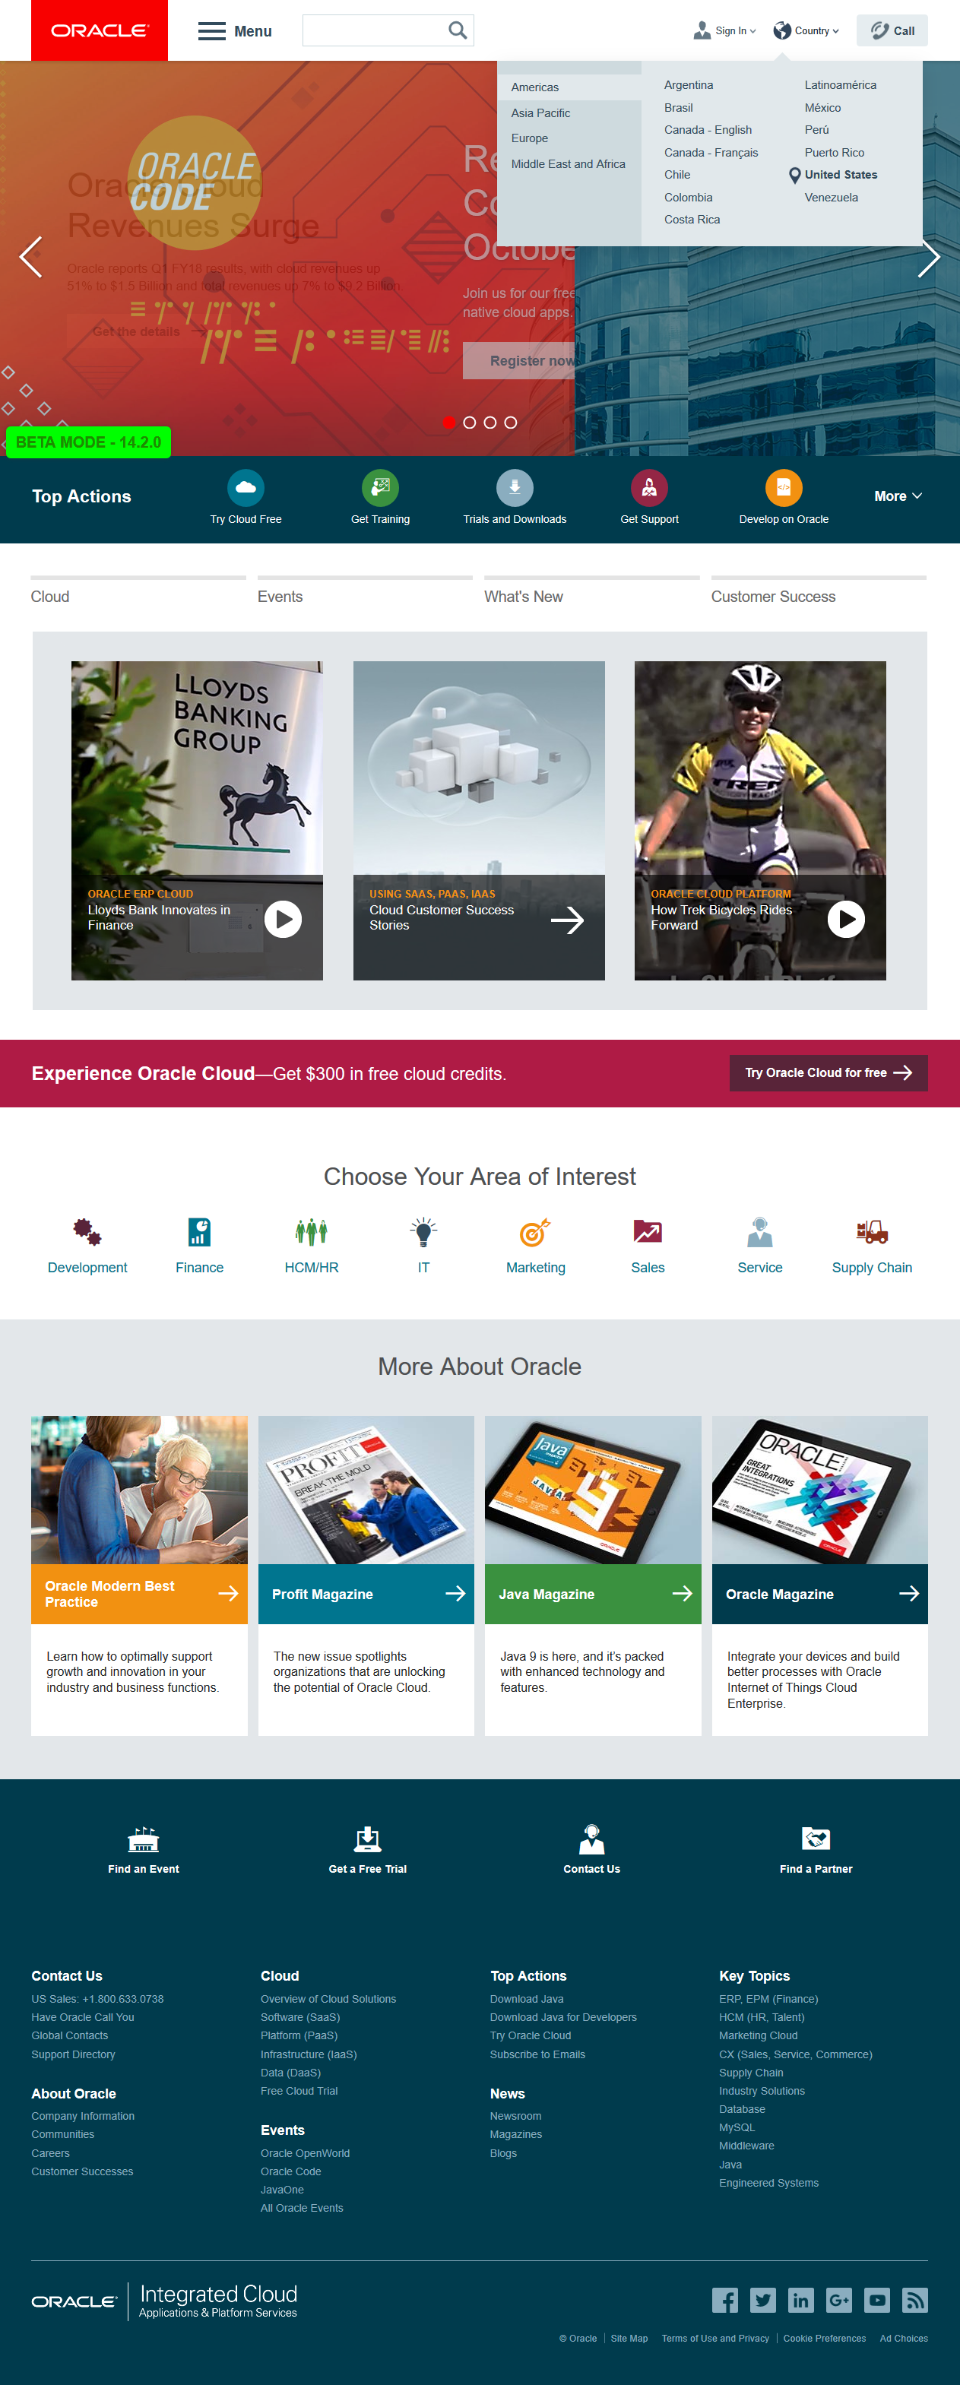 ORACLE
Menu
Sign In
Country
Call
Americas
Asia Pacific
Europe
Middle East and Africa
Argentina
Brasil
Canada - English
Canada - Français
Chile
Colombia
Costa Rica
Latinoamérica
México
Perú
Puerto Rico
United States
Venezuela
ORACLE
CODE
Oracle Cloud
Revenues Surge
Oracle reports Q1 FY18 results, with cloud revenues up
51% to $1.5 Billion and total revenues up 7% to $9.2 Billion.
Get the details
Octobe
Join us for our free
native cloud apps.
Register now
BETA MODE - 14.2.0
Top Actions
Try Cloud Free
Get Training
Trials and Downloads
Get Support
Develop on Oracle
More
Cloud
Events
What's New
Customer Success
LLOYDS
BANKING
GROUP
ORACLE ERP CLOUD
Lloyds Bank Innovates in
Finance
USING SAAS, PAAS, IAAS
Cloud Customer Success
Stories
TREK
ORACLE CLOUD PLATFORM
How Trek Bicycles Rides
Forward
Experience Oracle Cloud—Get $300 in free cloud credits.
Try Oracle Cloud for free
Choose Your Area of Interest
Development
Finance
HCM/HR
IT
Marketing
Sales
Service
Supply Chain
More About Oracle
PROFIT
BREAK THE MOLD
java
JAVA
9
ORACLE
GREAT
INTEGRATIONS
Oracle Modern Best
Practice
Profit Magazine
Java Magazine
Oracle Magazine
Learn how to optimally support
growth and innovation in your
industry and business functions.
The new issue spotlights
organizations that are unlocking
the potential of Oracle Cloud.
Java 9 is here, and it's packed
with enhanced technology and
features.
Integrate your devices and build
better processes with Oracle
Internet of Things Cloud
Enterprise.
Find an Event
Get a Free Trial
Contact Us
Find a Partner
Contact Us
US Sales: +1.800.633.0738
Have Oracle Call You
Global Contacts
Support Directory
About Oracle
Company Information
Communities
Careers
Customer Successes
Cloud
Overview of Cloud Solutions
Software (SaaS)
Platform (PaaS)
Infrastructure (IaaS)
Data (DaaS)
Free Cloud Trial
Events
Oracle OpenWorld
Oracle Code
JavaOne
All Oracle Events
Top Actions
Download Java
Download Java for Developers
Try Oracle Cloud
Subscribe to Emails
News
Newsroom
Magazines
Blogs
Key Topics
ERP, EPM (Finance)
HCM (HR, Talent)
Marketing Cloud
CX (Sales, Service, Commerce)
Supply Chain
Industry Solutions
Database
MySQL
Middleware
Java
Engineered Systems
ORACLE
Integrated Cloud
Applications & Platform Services
© Oracle
Site Map
Terms of Use and Privacy
Cookie Preferences
Ad Choices